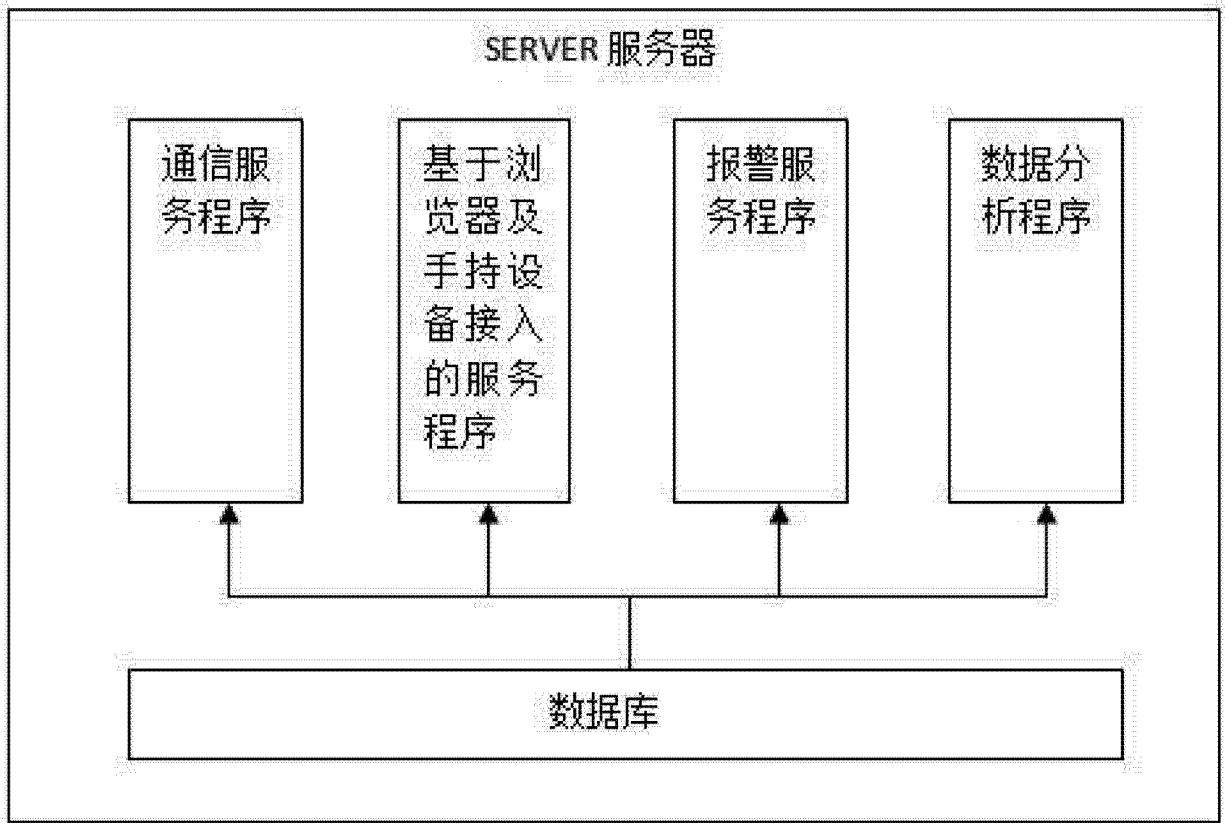 SERVER 服务器
通信服
务程序
基于浏
览器及
手持设
备接入
的服务
程序
报警服
务程序
数据分
析程序
数据库